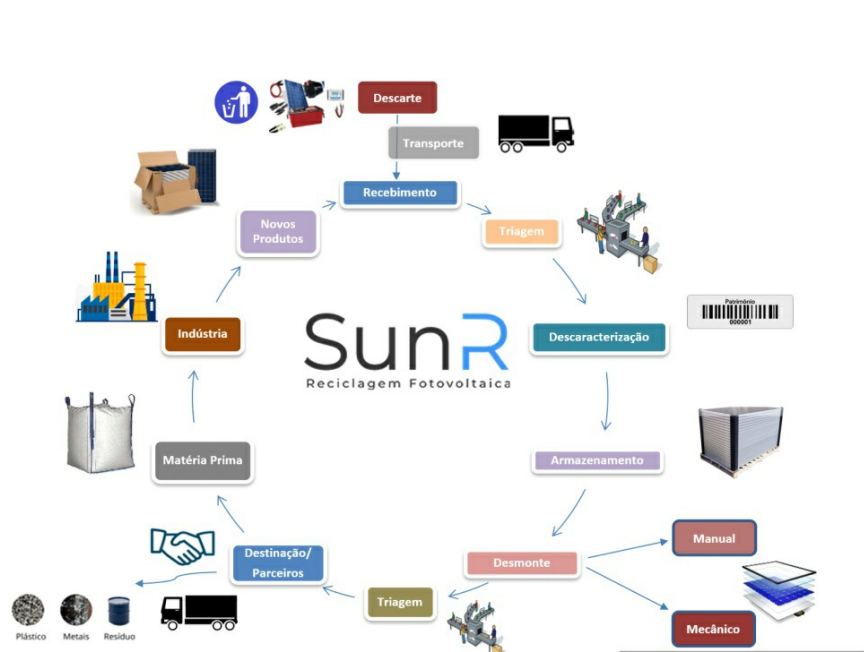 Descarte
Transporte
Recebimento
Novos
Produtos
Triagem
Patrimônio
000001
Indústria
Descaracterização
SunR
Reciclagem Fotovoltaica
Matéria Prima
Armazenamento
Manual
Destinação/
Parceiros
Desmonte
Triagem
Mecânico
Plástico
Metais
Resíduo